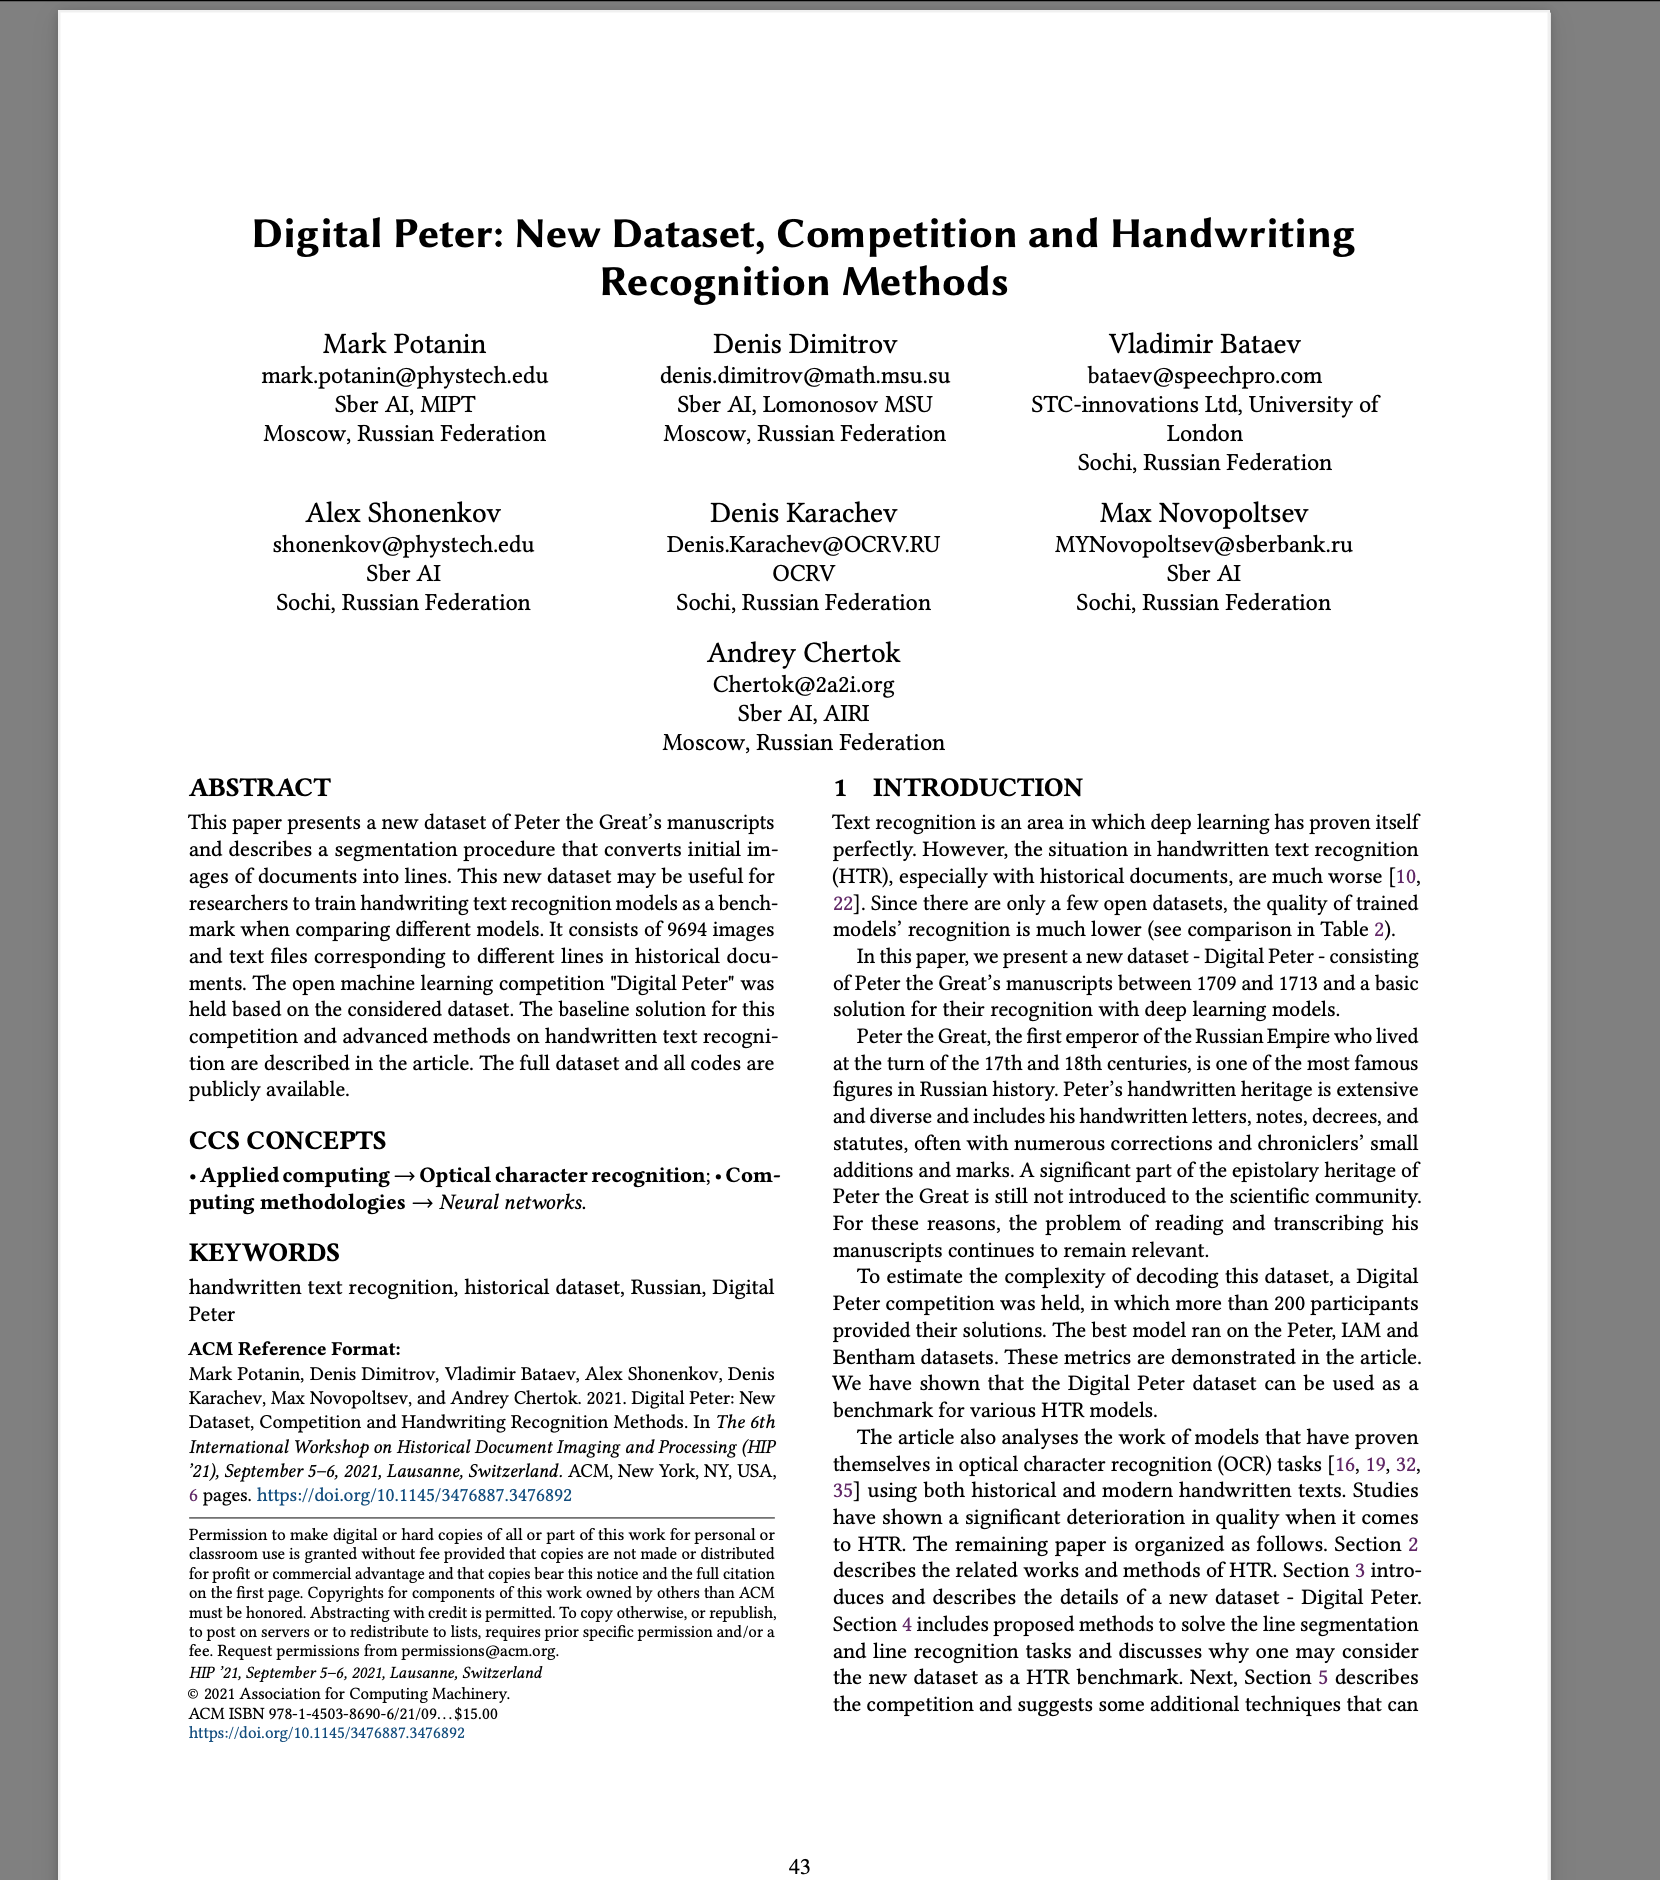 Digital Peter: New Dataset, Competition and Handwriting
Recognition Methods
Mark Potanin
mark.potanin@phystech.edu
Sber AI, MIPT
Moscow, Russian Federation
Denis Dimitrov
denis.dimitrov@math.msu.su
Sber AI, Lomonosov MSU
Moscow, Russian Federation
Vladimir Bataev
bataev@speechpro.com
STC-innovations Ltd, University of
London
Sochi, Russian Federation
Alex Shonenkov
shonenkov@phystech.edu
Sber AI
Sochi, Russian Federation
Denis Karachev
Denis.Karachev@OCRV.RU
OCRV
Sochi, Russian Federation
Max Novopoltsev
MYNovopoltsev@sberbank.ru
Sber AI
Sochi, Russian Federation
Andrey Chertok
Chertok@2a2i.org
Sber AI, AIRI
Moscow, Russian Federation
ABSTRACT
This paper presents a new dataset of Peter the Great's manuscripts
and describes a segmentation procedure that converts initial im-
ages of documents into lines. This new dataset may be useful for
researchers to train handwriting text recognition models as a bench-
mark when comparing different models. It consists of 9694 images
and text files corresponding to different lines in historical docu-
ments. The open machine learning competition "Digital Peter" was
held based on the considered dataset. The baseline solution for this
competition and advanced methods on handwritten text recogni-
tion are described in the article. The full dataset and all codes are
publicly available.
CCS CONCEPTS
• Applied computing → Optical character recognition; • Com-
puting methodologies → Neural networks.
KEYWORDS
handwritten text recognition, historical dataset, Russian, Digital
Peter
ACM Reference Format:
Mark Potanin, Denis Dimitrov, Vladimir Bataev, Alex Shonenkov, Denis
Karachev, Max Novopoltsev, and Andrey Chertok. 2021. Digital Peter: New
Dataset, Competition and Handwriting Recognition Methods. In The 6th
International Workshop on Historical Document Imaging and Processing (HIP
'21), September 5–6, 2021, Lausanne, Switzerland. ACM, New York, NY, USA,
6 pages. https://doi.org/10.1145/3476887.3476892
Permission to make digital or hard copies of all or part of this work for personal or
classroom use is granted without fee provided that copies are not made or distributed
for profit or commercial advantage and that copies bear this notice and the full citation
on the first page. Copyrights for components of this work owned by others than ACM
must be honored. Abstracting with credit is permitted. To copy otherwise, or republish,
to post on servers or to redistribute to lists, requires prior specific permission and/or a
fee. Request permissions from permissions@acm.org.
HIP '21, September 5–6, 2021, Lausanne, Switzerland
© 2021 Association for Computing Machinery.
ACM ISBN 978-1-4503-8690-6/21/09…$15.00
https://doi.org/10.1145/3476887.3476892
1 INTRODUCTION
Text recognition is an area in which deep learning has proven itself
perfectly. However, the situation in handwritten text recognition
(HTR), especially with historical documents, are much worse [10,
22]. Since there are only a few open datasets, the quality of trained
models' recognition is much lower (see comparison in Table 2).
In this paper, we present a new dataset - Digital Peter - consisting
of Peter the Great's manuscripts between 1709 and 1713 and a basic
solution for their recognition with deep learning models.
Peter the Great, the first emperor of the Russian Empire who lived
at the turn of the 17th and 18th centuries, is one of the most famous
figures in Russian history. Peter's handwritten heritage is extensive
and diverse and includes his handwritten letters, notes, decrees, and
statutes, often with numerous corrections and chroniclers' small
additions and marks. A significant part of the epistolary heritage of
Peter the Great is still not introduced to the scientific community.
For these reasons, the problem of reading and transcribing his
manuscripts continues to remain relevant.
To estimate the complexity of decoding this dataset, a Digital
Peter competition was held, in which more than 200 participants
provided their solutions. The best model ran on the Peter, IAM and
Bentham datasets. These metrics are demonstrated in the article.
We have shown that the Digital Peter dataset can be used as a
benchmark for various HTR models.
The article also analyses the work of models that have proven
themselves in optical character recognition (OCR) tasks [16, 19, 32,
35] using both historical and modern handwritten texts. Studies
have shown a significant deterioration in quality when it comes
to HTR. The remaining paper is organized as follows. Section 2
describes the related works and methods of HTR. Section 3 intro-
duces and describes the details of a new dataset - Digital Peter.
Section 4 includes proposed methods to solve the line segmentation
and line recognition tasks and discusses why one may consider
the new dataset as a HTR benchmark. Next, Section 5 describes
the competition and suggests some additional techniques that can
43